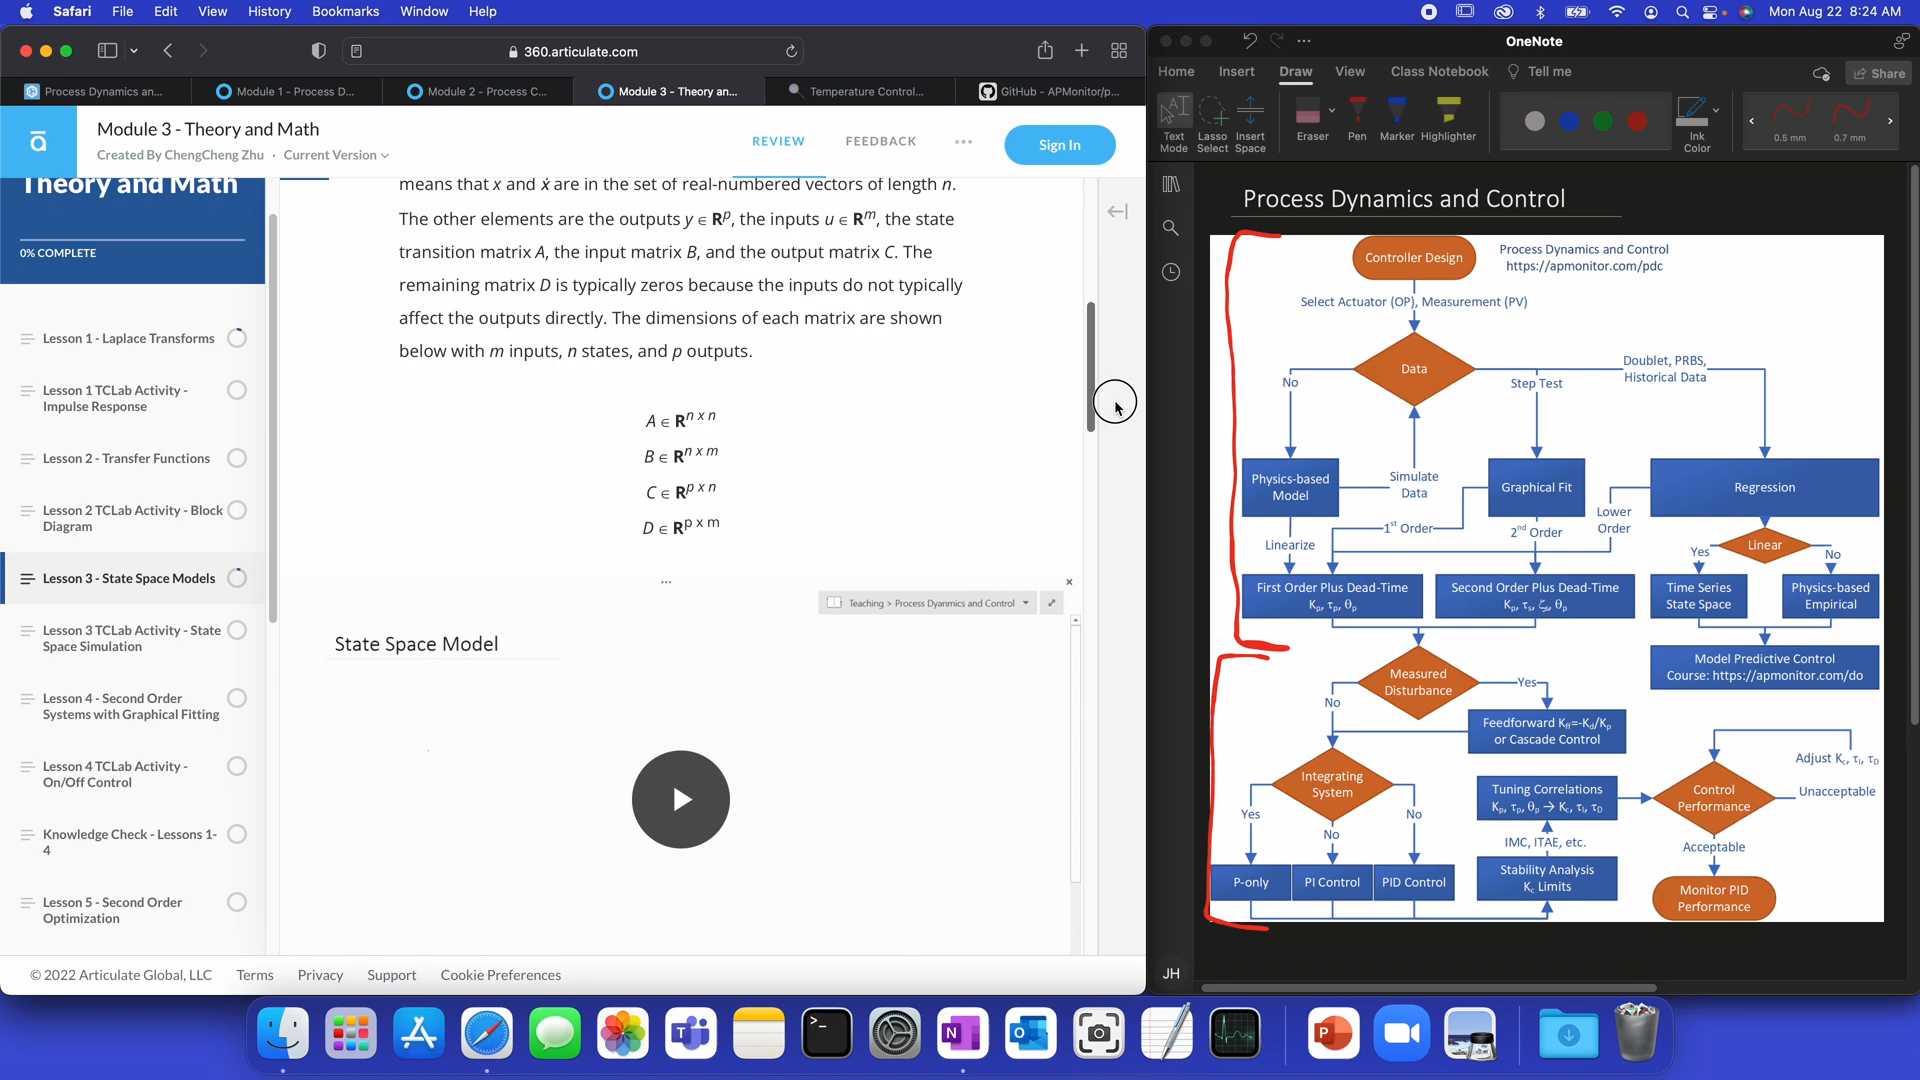 Safari File Edit View History Bookmarks Window Help
Mon Aug 22 8:24 AM
360.articulate.com
Process Dynamics an...
Module 1 - Process D...
Module 2 - Process C...
Module 3 - Theory an...
Temperature Control...
GitHub - APMonitor/p...
Module 3 - Theory and Math
Created By ChengCheng Zhu · Current Version
REVIEW
FEEDBACK
Sign In
Theory and Math
0% COMPLETE
Lesson 1 - Laplace Transforms
Lesson 1 TCLab Activity -
Impulse Response
Lesson 2 - Transfer Functions
Lesson 2 TCLab Activity - Block
Diagram
Lesson 3 - State Space Models
Lesson 3 TCLab Activity - State
Space Simulation
Lesson 4 - Second Order
Systems with Graphical Fitting
Lesson 4 TCLab Activity -
On/Off Control
Knowledge Check - Lessons 1-
4
Lesson 5 - Second Order
Optimization
means that x and ẋ are in the set of real-numbered vectors of length n.
The other elements are the outputs y ∈ Rᵖ, the inputs u ∈ Rᵐ, the state
transition matrix A, the input matrix B, and the output matrix C. The
remaining matrix D is typically zeros because the inputs do not typically
affect the outputs directly. The dimensions of each matrix are shown
below with m inputs, n states, and p outputs.
A ∈ R^n x n
B ∈ R^n x m
C ∈ R^p x n
D ∈ R^p x m
...
Teaching > Process Dyanmics and Control
State Space Model
© 2022 Articulate Global, LLC Terms Privacy Support Cookie Preferences
OneNote
Home Insert Draw View Class Notebook Tell me
Share
Text
Mode
Lasso
Select
Insert
Space
Eraser
Pen
Marker
Highlighter
Ink
Color
0.5 mm
0.7 mm
Process Dynamics and Control
Controller Design
Process Dynamics and Control
https://apmonitor.com/pdc
Select Actuator (OP), Measurement (PV)
Data
No
Step Test
Doublet, PRBS,
Historical Data
Physics-based
Model
Simulate
Data
Graphical Fit
Regression
Linearize
1st Order
2nd Order
Lower
Order
Linear
Yes
No
First Order Plus Dead-Time
Kp, τp, θp
Second Order Plus Dead-Time
Kp, τs, ζs, θp
Time Series
State Space
Physics-based
Empirical
Measured
Disturbance
Model Predictive Control
Course: https://apmonitor.com/do
No
Yes
Feedforward Kff=-Kd/Kp
or Cascade Control
Integrating
System
Tuning Correlations
Kp, τp, θp → Kc, τI, τD
Control
Performance
Adjust Kc, τI, τD
Unacceptable
Yes
No
No
IMC, ITAE, etc.
Acceptable
P-only
PI Control
PID Control
Stability Analysis
Kc Limits
Monitor PID
Performance
JH